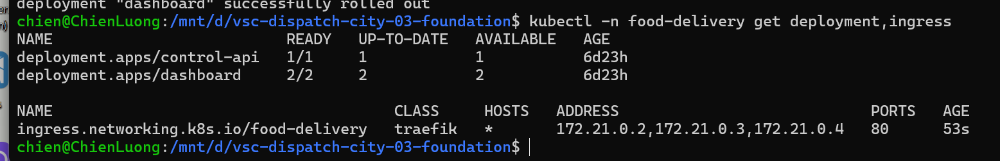 deployment "dashboard" successfully rolled out
chien@ChienLuong:/mnt/d/vsc-dispatch-city-03-foundation$ kubectl -n food-delivery get deployment,ingress
NAME READY UP-TO-DATE AVAILABLE AGE
deployment.apps/control-api 1/1 1 1 6d23h
deployment.apps/dashboard 2/2 2 2 6d23h
NAME CLASS HOSTS ADDRESS PORTS AGE
ingress.networking.k8s.io/food-delivery traefik * 172.21.0.2,172.21.0.3,172.21.0.4 80 53s
chien@ChienLuong:/mnt/d/vsc-dispatch-city-03-foundation$